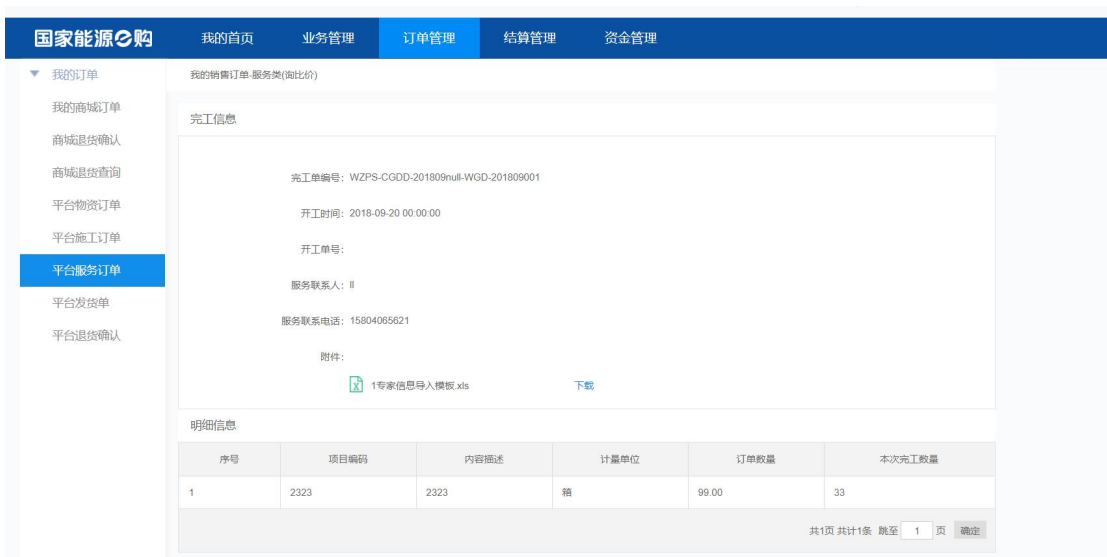 国家能源e购 我的首页 业务管理 订单管理 结算管理 资金管理
我的订单
我的商城订单
商城退货确认
商城退货查询
平台物资订单
平台施工订单
平台服务订单
平台发货单
平台退货确认
我的销售订单-服务类(询比价)
完工信息
完工单编号: WZPS-CGDD-201809null-WGD-201809001
开工时间: 2018-09-20 00:00:00
开工单号:
服务联系人: ll
服务联系电话: 15804065621
附件:
1专家信息导入模板.xls 下载
明细信息
序号 项目编码 内容描述 计量单位 订单数量 本次完工数量
1 2323 2323 箱 99.00 33
共1页 共计1条 跳至 1 页 确定